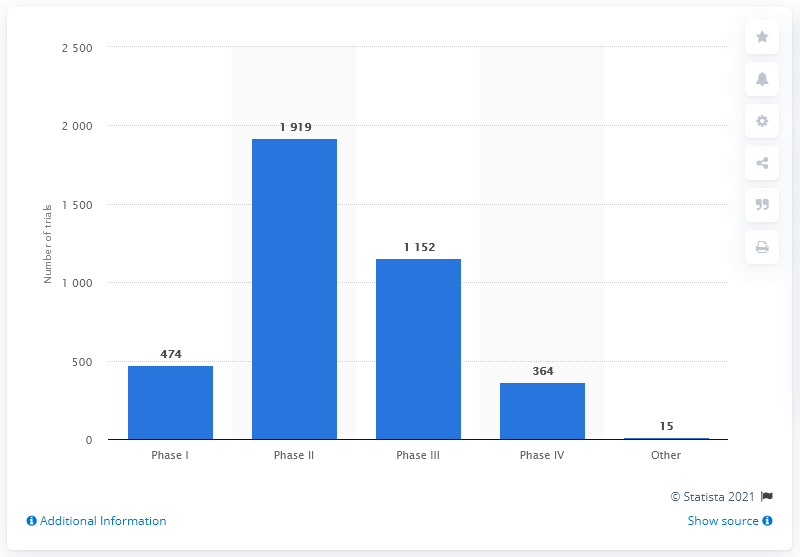 2 500
2 000
1 500
1 000
500
0
Number of trials
474
1 919
1 152
364
15
Phase I
Phase II
Phase III
Phase IV
Other
© Statista 2021
Additional Information
Show source